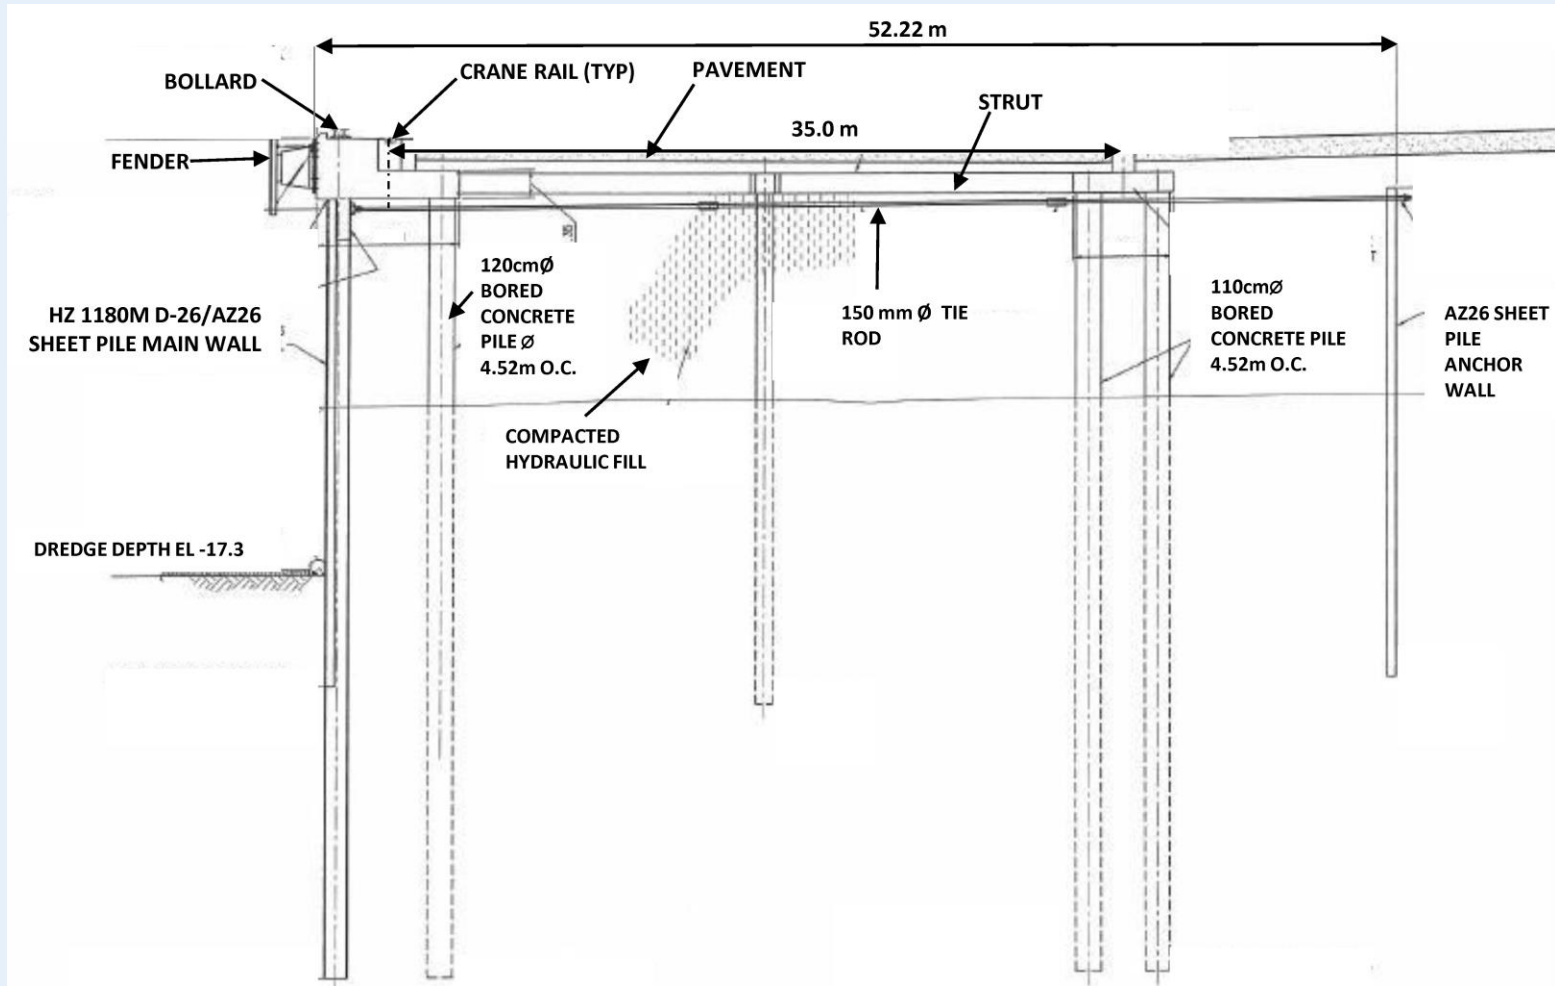 52.22 m
BOLLARD
CRANE RAIL (TYP)
PAVEMENT
STRUT
35.0 m
FENDER
120cmØ
BORED
CONCRETE
PILE Ø
4.52m O.C.
HZ 1180M D-26/AZ26
SHEET PILE MAIN WALL
150 mm Ø TIE
ROD
110cmØ
BORED
CONCRETE PILE
4.52m O.C.
AZ26 SHEET
PILE
ANCHOR
WALL
COMPACTED
HYDRAULIC FILL
DREDGE DEPTH EL -17.3